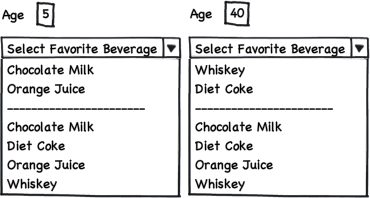 Age 5
Select Favorite Beverage
Chocolate Milk
Orange Juice
------------------------
Chocolate Milk
Diet Coke
Orange Juice
Whiskey
Age 40
Select Favorite Beverage
Whiskey
Diet Coke
------------------------
Chocolate Milk
Diet Coke
Orange Juice
Whiskey